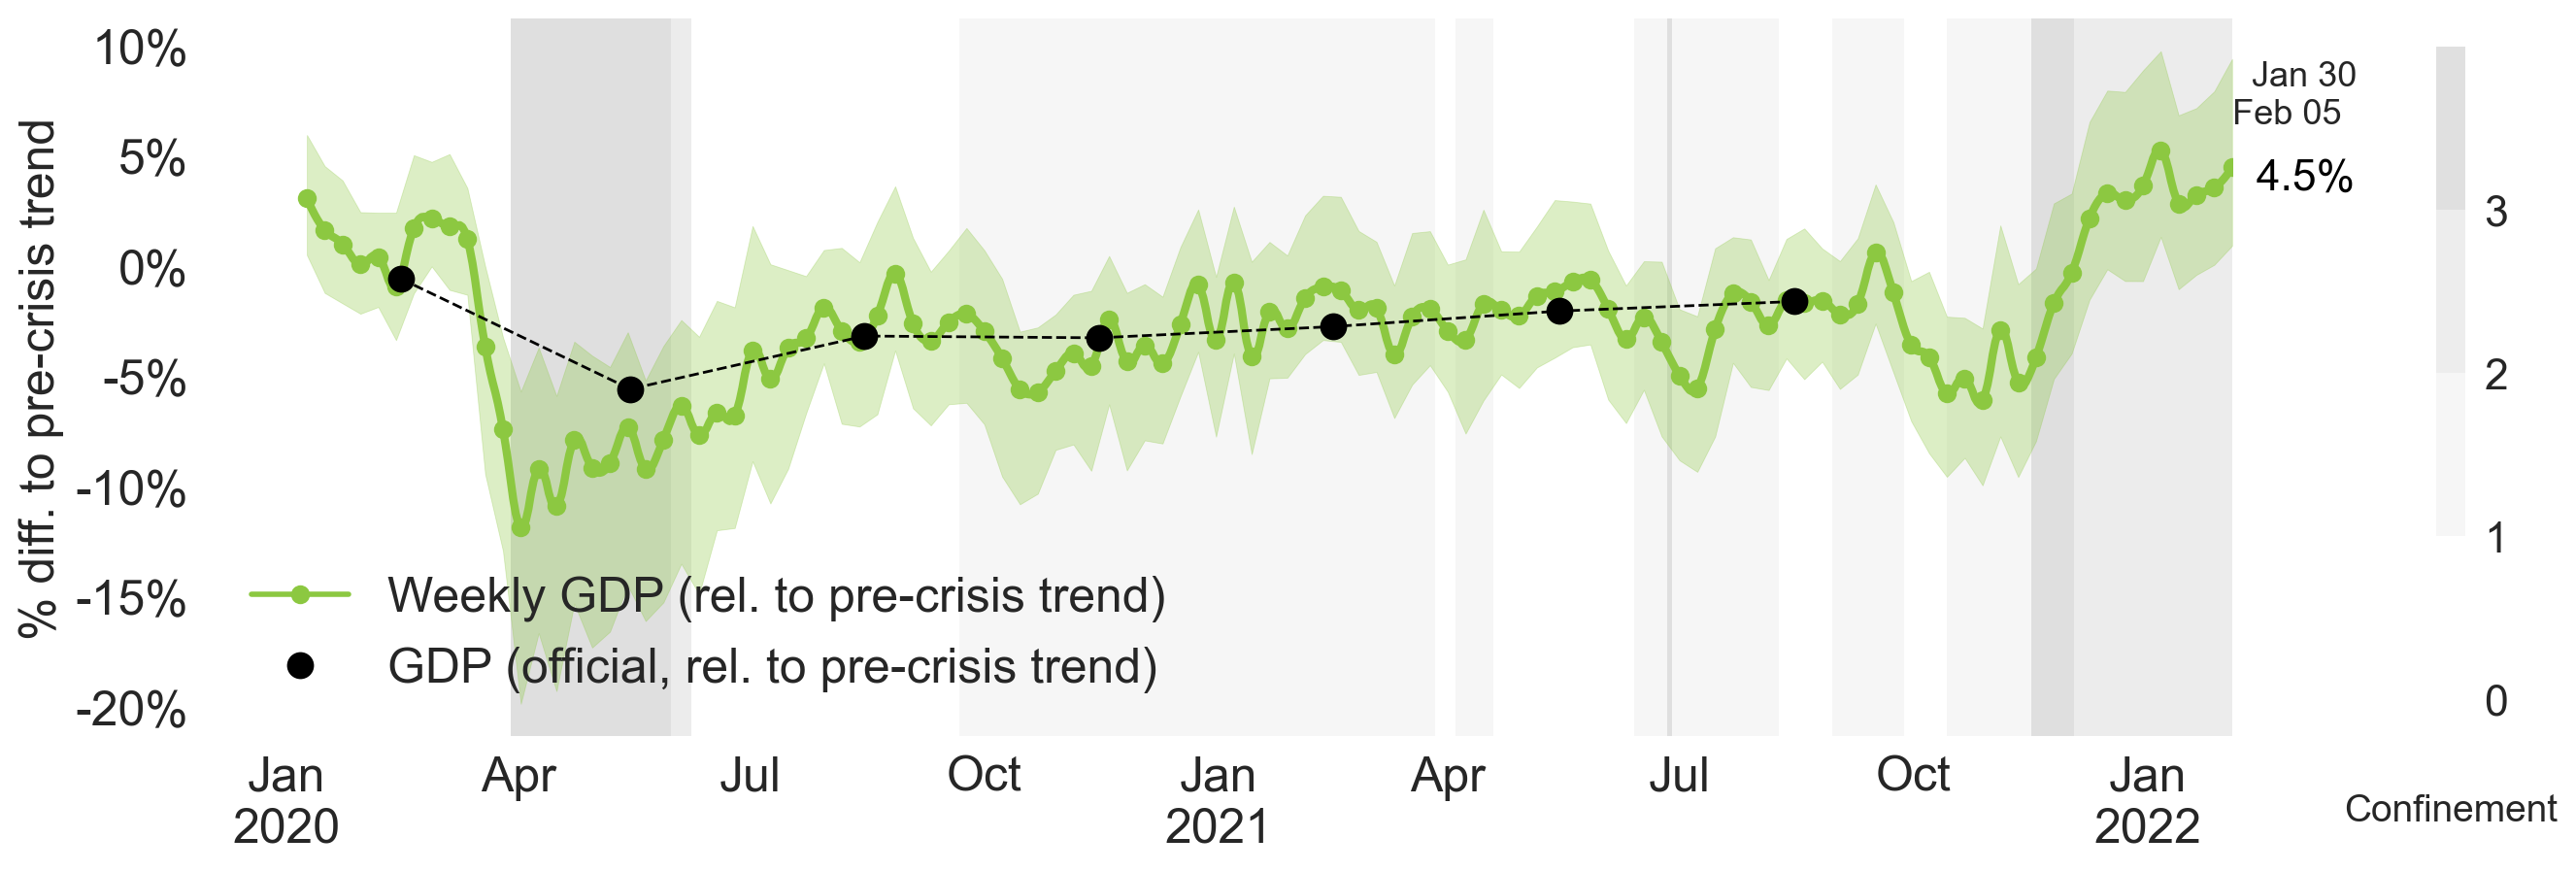 % diff. to pre-crisis trend
10%
5%
0%
-5%
-10%
-15%
-20%
Weekly GDP (rel. to pre-crisis trend)
GDP (official, rel. to pre-crisis trend)
Jan
2020
Apr
Jul
Oct
Jan
2021
Apr
Jul
Oct
Jan
2022
Jan 30
Feb 05
4.5%
3
2
1
0
Confinement